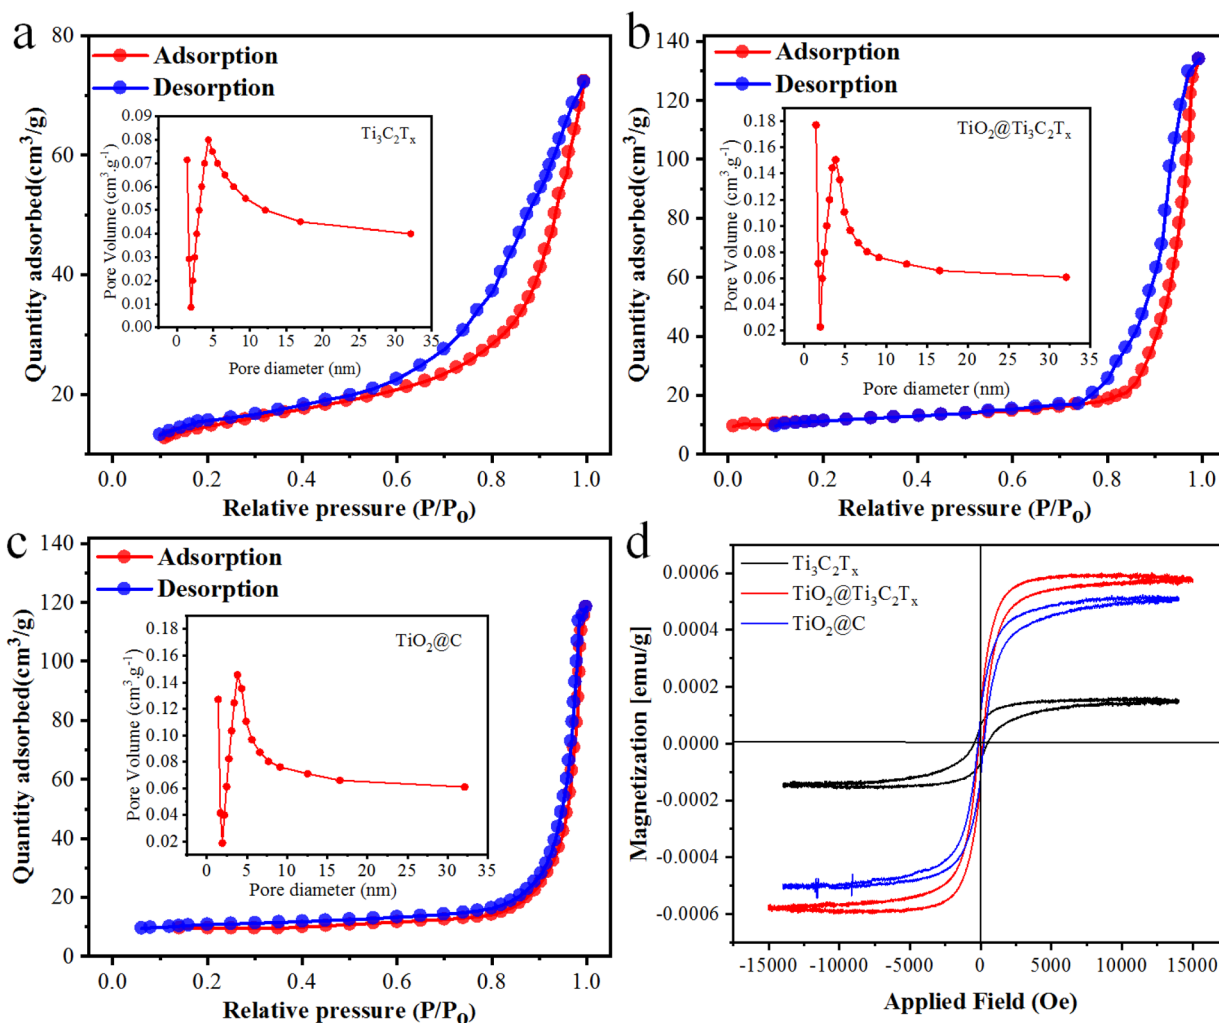 a
Adsorption
Desorption
Quantity adsorbed(cm³/g)
80
60
40
20
0.0 0.2 0.4 0.6 0.8 1.0
Relative pressure (P/P₀)
Ti₃C₂Tₓ
Pore Volume (cm³.g⁻¹)
0.09
0.08
0.07
0.06
0.05
0.04
0.03
0.02
0.01
0.00
0 5 10 15 20 25 30 35
Pore diameter (nm)
b
Adsorption
Desorption
Quantity adsorbed(cm³/g)
140
120
100
80
60
40
20
0
0.0 0.2 0.4 0.6 0.8 1.0
Relative pressure (P/P₀)
TiO₂@Ti₃C₂Tₓ
Pore Volume (cm³.g⁻¹)
0.18
0.16
0.14
0.12
0.10
0.08
0.06
0.04
0.02
0 5 10 15 20 25 30 35
Pore diameter (nm)
c
Adsorption
Desorption
Quantity adsorbed(cm³/g)
140
120
100
80
60
40
20
0
0.0 0.2 0.4 0.6 0.8 1.0
Relative pressure (P/P₀)
TiO₂@C
Pore Volume (cm³.g⁻¹)
0.18
0.16
0.14
0.12
0.10
0.08
0.06
0.04
0.02
0 5 10 15 20 25 30 35
Pore diameter (nm)
d
Ti₃C₂Tₓ
TiO₂@Ti₃C₂Tₓ
TiO₂@C
Magnetization [emu/g]
0.0006
0.0004
0.0002
0.0000
-0.0002
-0.0004
-0.0006
-15000 -10000 -5000 0 5000 10000 15000
Applied Field (Oe)